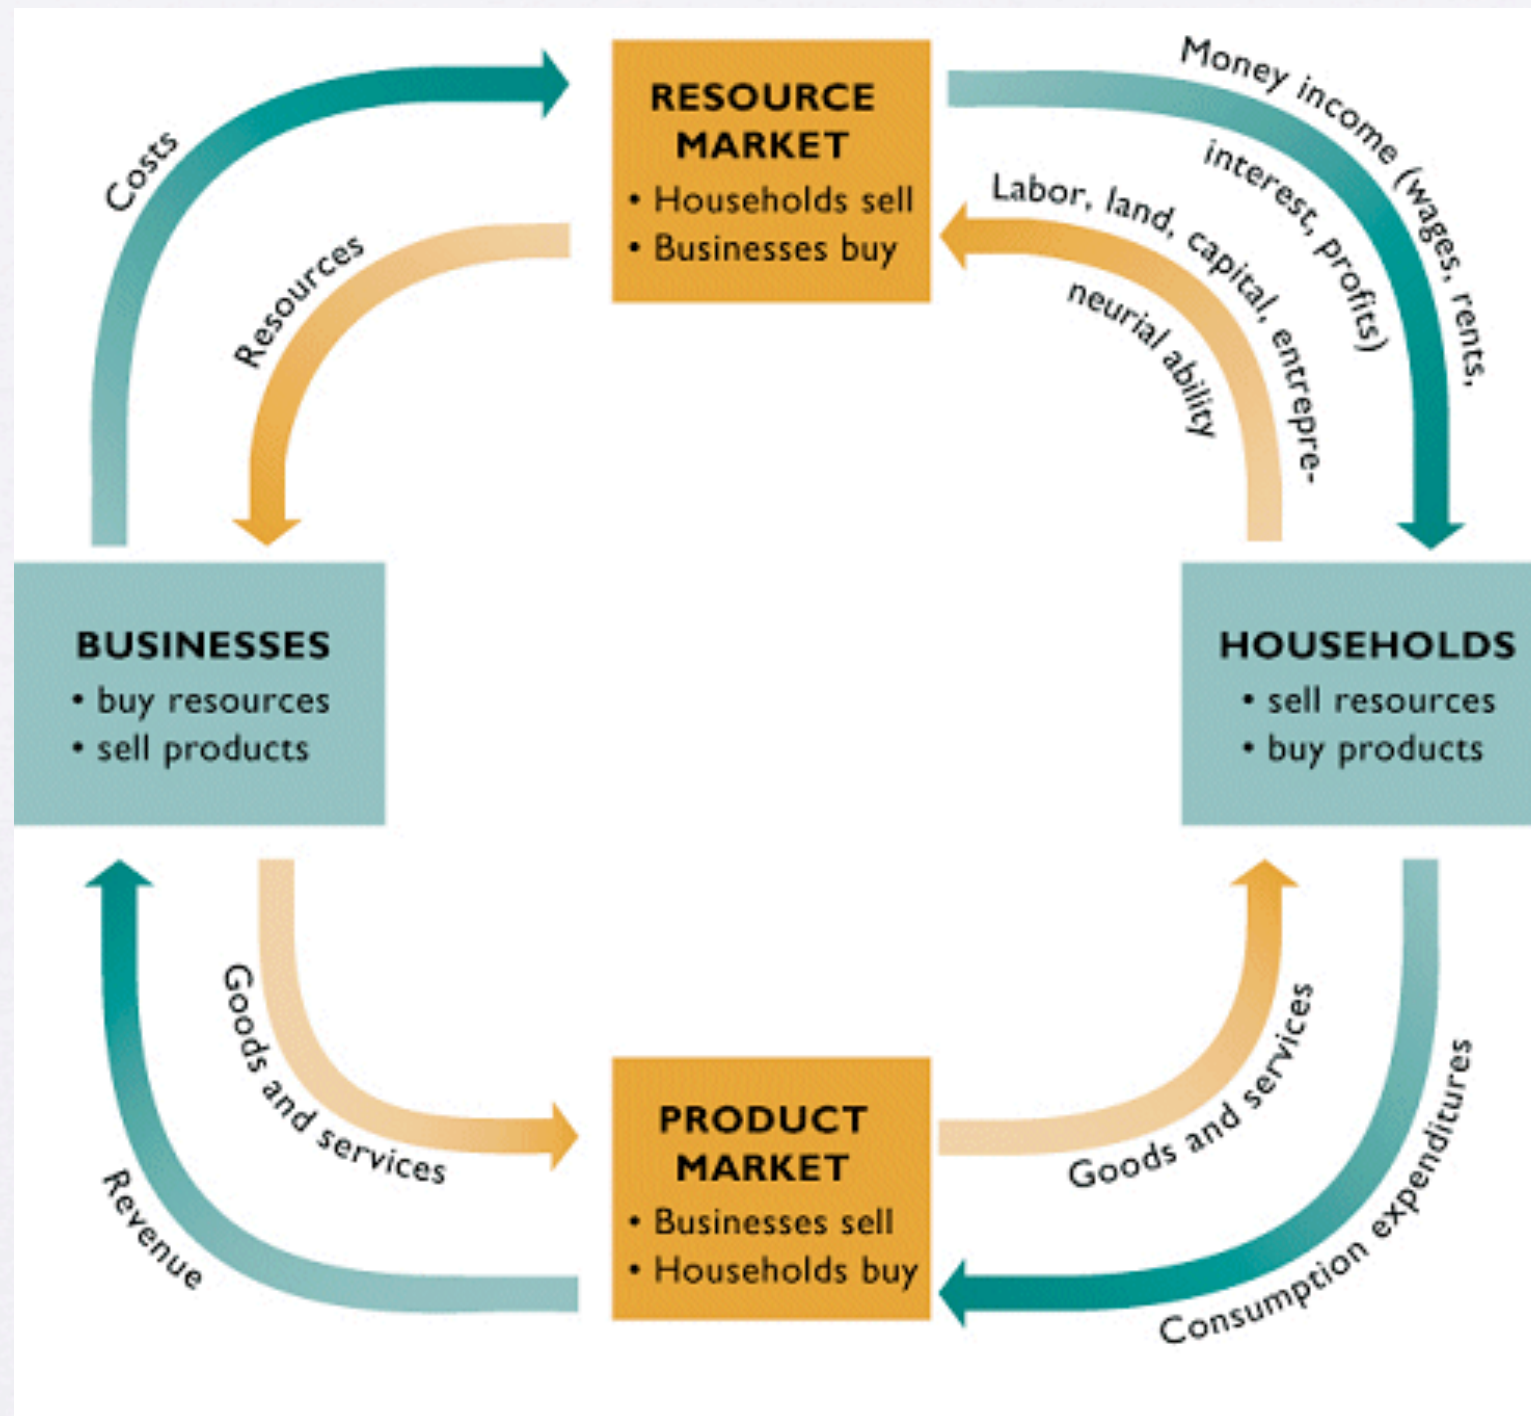 Costs
Resources
RESOURCE
MARKET
• Households sell
• Businesses buy
Money income (wages, rents,
interest, profits)
Labor, land, capital, entrepre-
neurial ability
BUSINESSES
• buy resources
• sell products
HOUSEHOLDS
• sell resources
• buy products
Goods and services
Revenue
PRODUCT
MARKET
• Businesses sell
• Households buy
Goods and services
Consumption expenditures